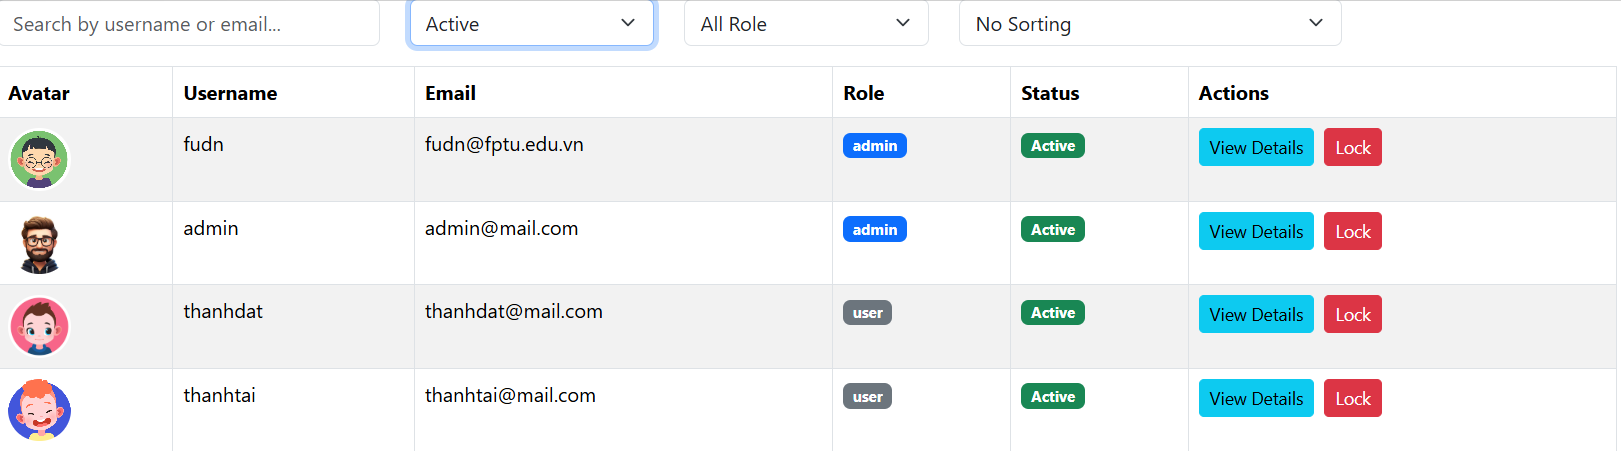 Search by username or email... Active All Role No Sorting
Avatar Username Email Role Status Actions
fudn fudn@fptu.edu.vn admin Active View Details Lock
admin admin@mail.com admin Active View Details Lock
thanhdat thanhdat@mail.com user Active View Details Lock
thanhtai thanhtai@mail.com user Active View Details Lock